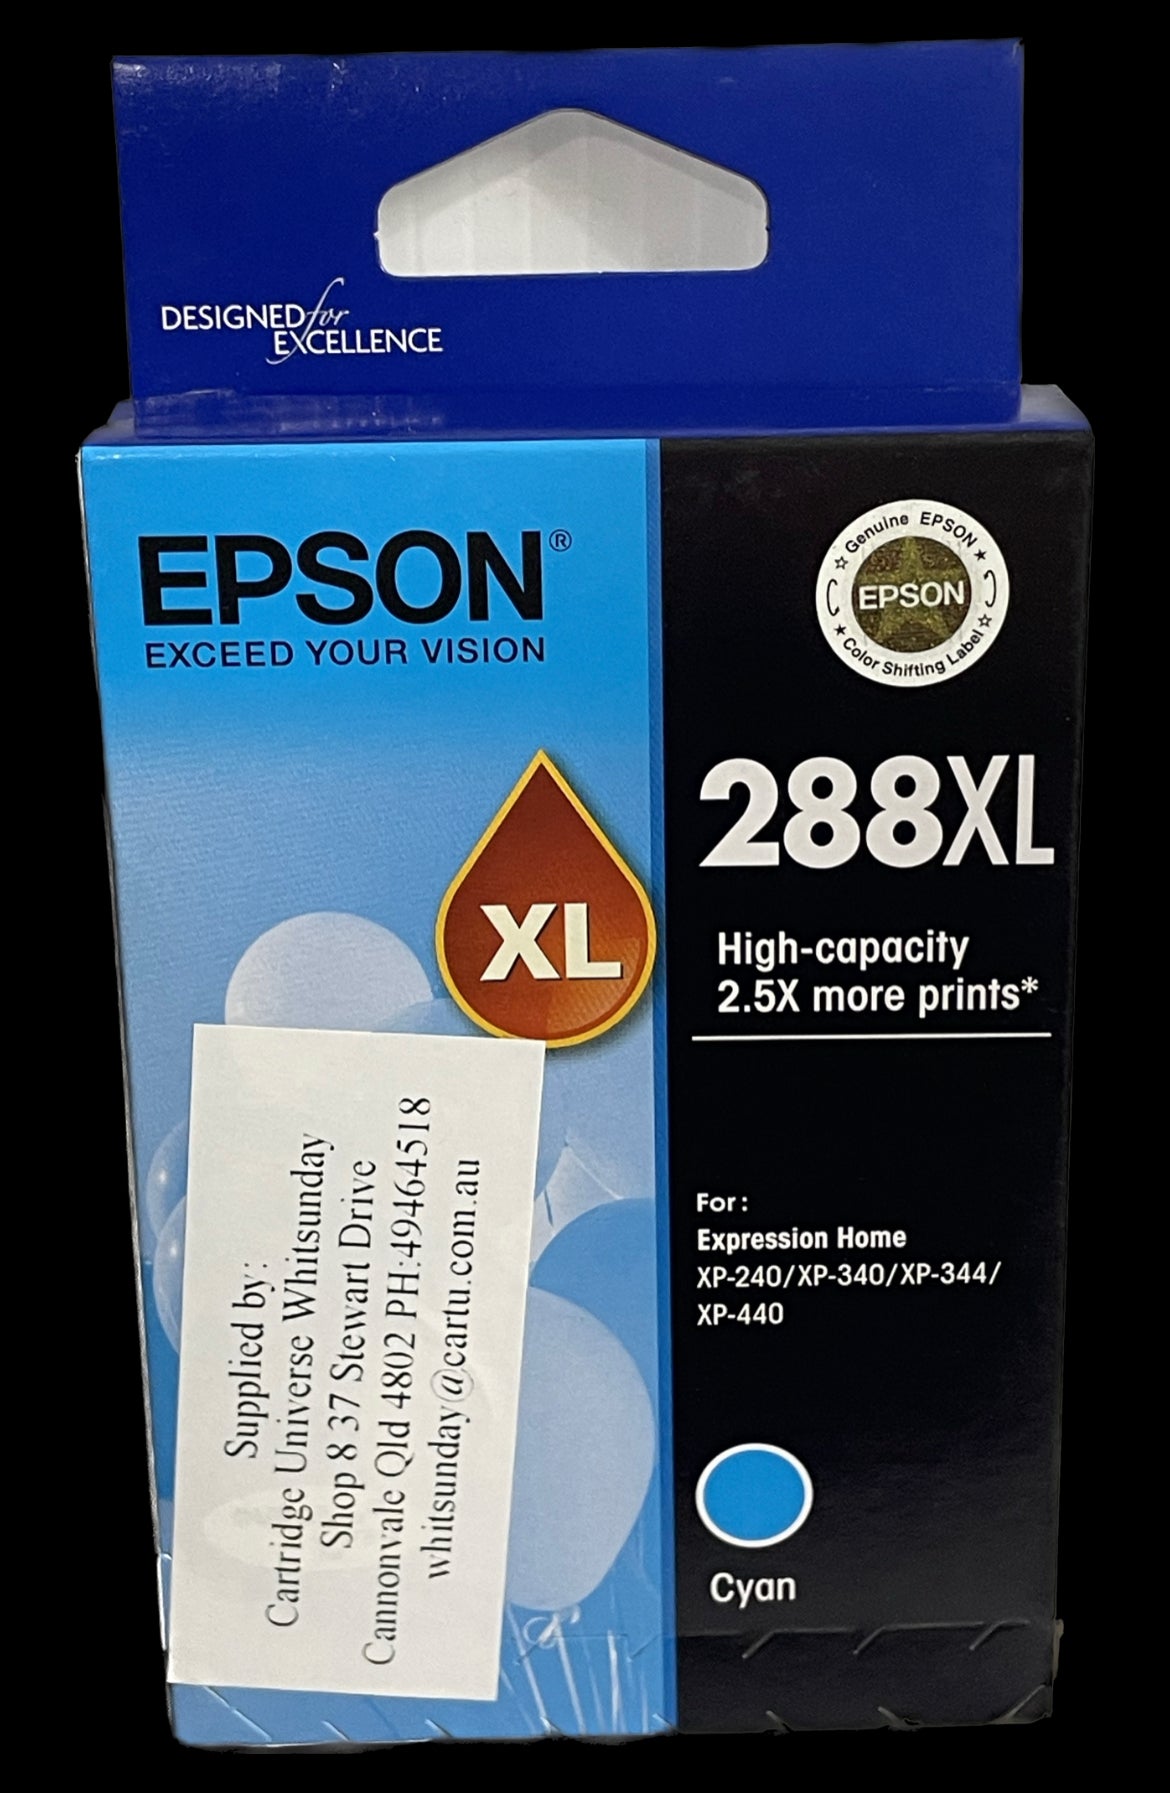 DESIGNED for
EXCELLENCE
EPSON®
EXCEED YOUR VISION
Genuine EPSON
EPSON
Color Shifting Label
XL
288XL
High-capacity
2.5X more prints*
For:
Expression Home
XP-240/XP-340/XP-344/
XP-440
Cyan
Supplied by:
Cartridge Universe Whitsunday
Shop 8 37 Stewart Drive
Cannonvale Qld 4802 PH:49464518
whitsunday@cartu.com.au